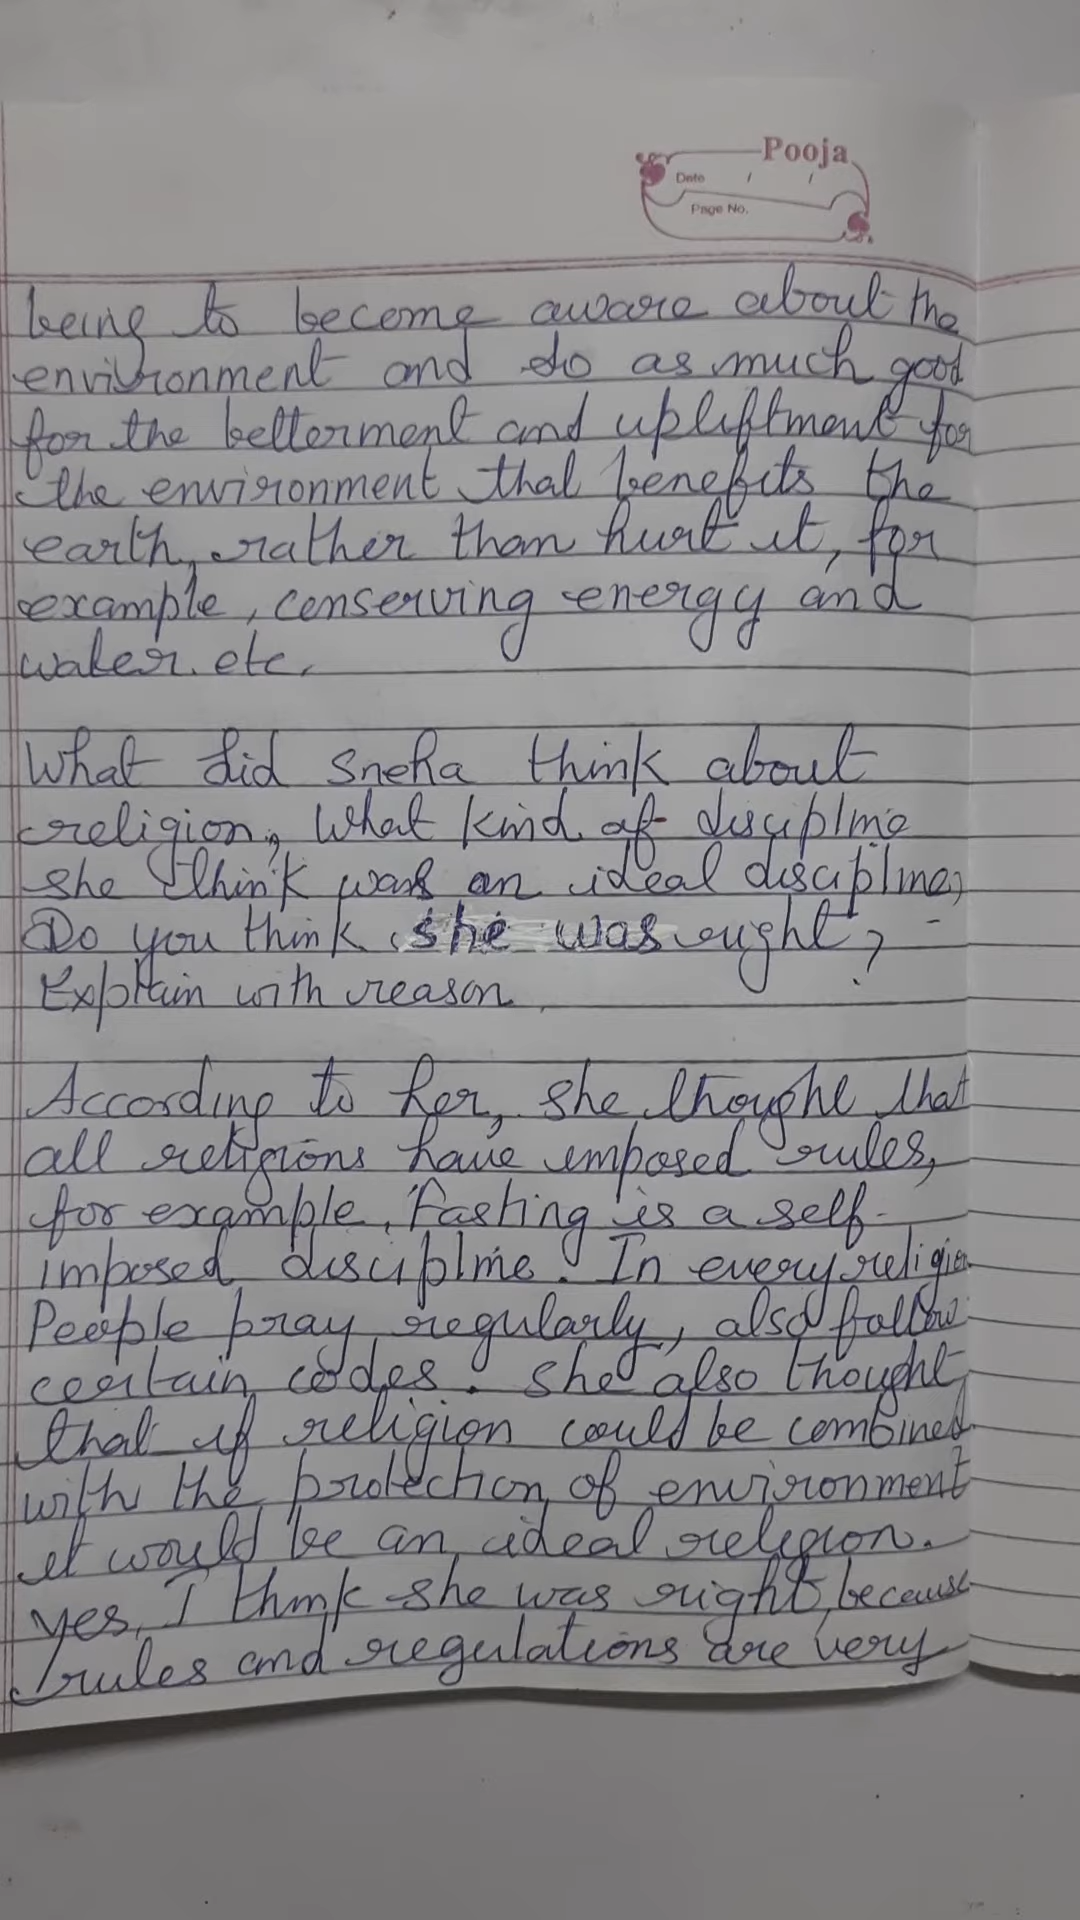 Pooja
Date / /
Page No.
being to become aware about the
environment and do as much good
for the betterment and upliftment for
the environment that benefits the
earth, rather than hurt it, for
example, conserving energy and
water. etc.
What did Sneha think about
religion, What kind of discipline
she think was an ideal discipline,
Do you think she was right?
Explain with reason.
According to her, she thought that
all religions have imposed rules,
for example, fasting is a self-
imposed discipline. In every religion
People pray regularly, also follow
certain codes. She also thought
that if religion could be combined
with the protection of environment
it would be an ideal religion.
yes, I think she was right, because
rules and regulations are very